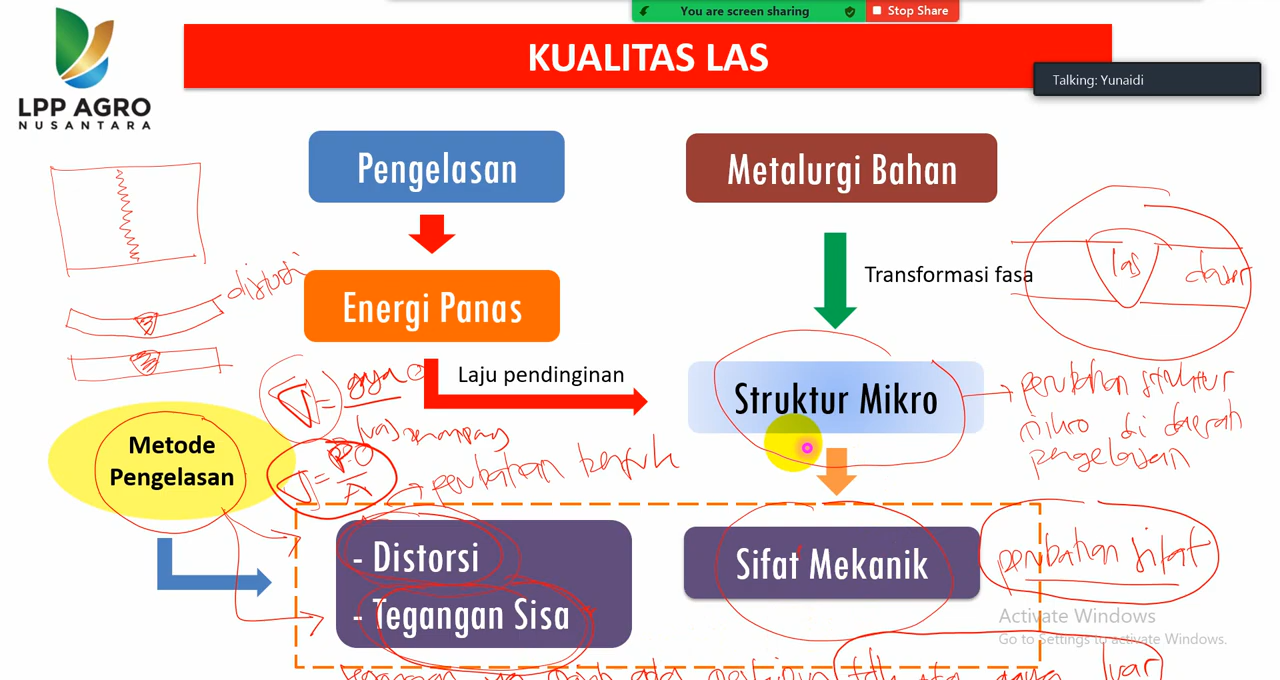 You are screen sharing
Stop Share
KUALITAS LAS
Talking: Yunaidi
LPP AGRO
NUSANTARA
Pengelasan
Metalurgi Bahan
Transformasi fasa
las
dasar
distorsi
Energi Panas
Laju pendinginan
gaya
Struktur Mikro
perubahan struktur
mikro di daerah
pengelasan
Metode
Pengelasan
luas penampang
σ = P=0
A
perubahan bentuk
- Distorsi
- Tegangan Sisa
Sifat Mekanik
perubahan sifat
Activate Windows
Go to Settings to activate Windows.
luar